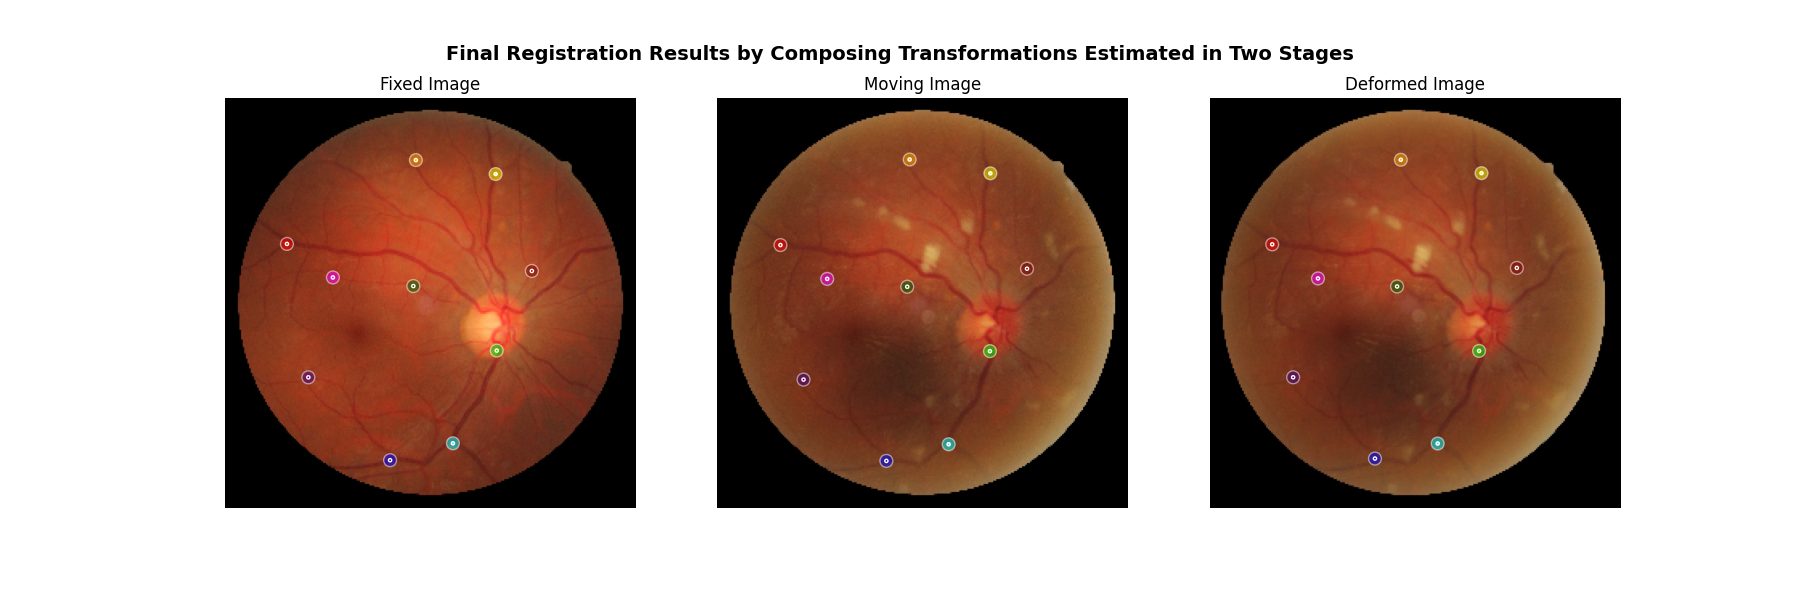 Final Registration Results by Composing Transformations Estimated in Two Stages
Fixed Image
Moving Image
Deformed Image